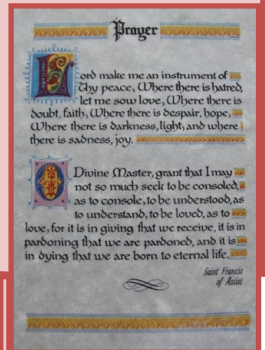 Prayer
Lord make me an instrument of
Thy peace, Where there is hatred,
let me sow love, Where there is
doubt, faith, Where there is despair, hope,
Where there is darkness, light, and where
there is sadness, joy.
O Divine Master, grant that I may
not so much seek to be consoled,
as to console, to be understood, as
to understand, to be loved, as to
love, for it is in giving that we receive, it is in
pardoning that we are pardoned, and it is
in dying that we are born to eternal life.
Saint Francis
of Assisi